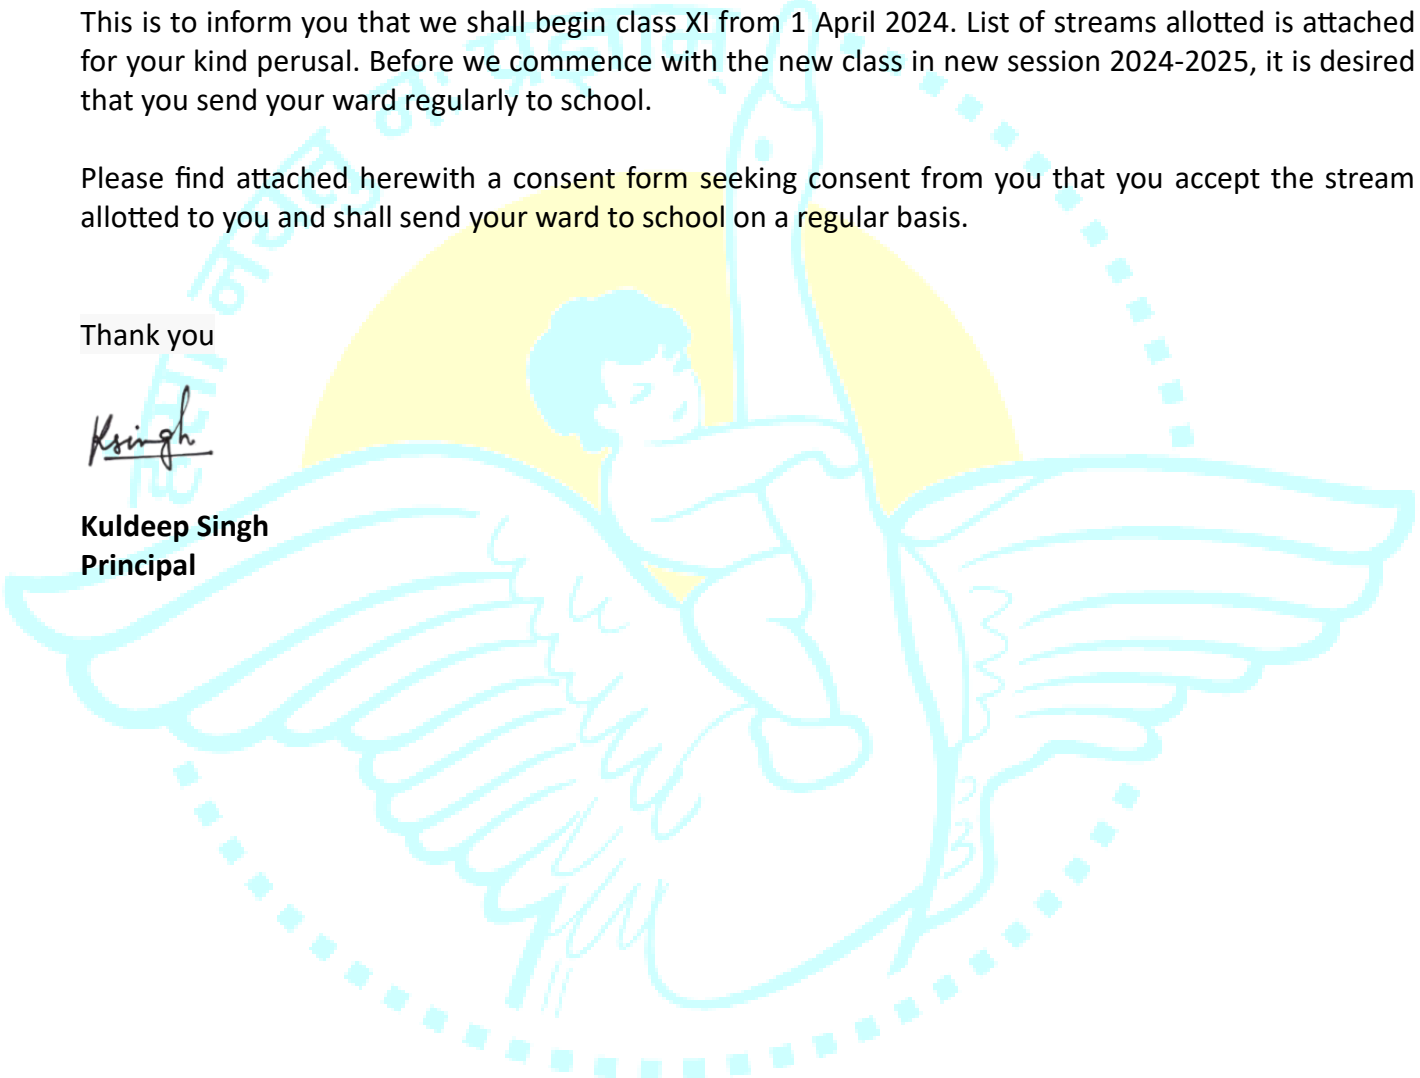 This is to inform you that we shall begin class XI from 1 April 2024. List of streams allotted is attached
for your kind perusal. Before we commence with the new class in new session 2024-2025, it is desired
that you send your ward regularly to school.
Please find attached herewith a consent form seeking consent from you that you accept the stream
allotted to you and shall send your ward to school on a regular basis.
Thank you
Ksingh
Kuldeep Singh
Principal